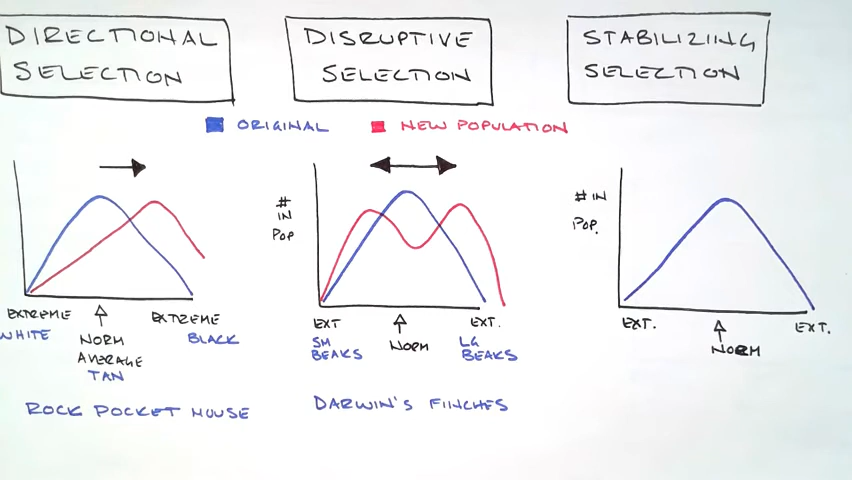 DIRECTIONAL
SELECTION
DISRUPTIVE
SELECTION
STABILIZING
SELECTION
ORIGINAL
NEW POPULATION
EXTREME
WHITE
NORM
AVERAGE
TAN
EXTREME
BLACK
ROCK POCKET MOUSE
# IN POP
EXT
SM
BEAKS
NORM
EXT.
LG
BEAKS
DARWIN'S FIINCHES
# IN
POP.
EXT.
NORM
EXT.